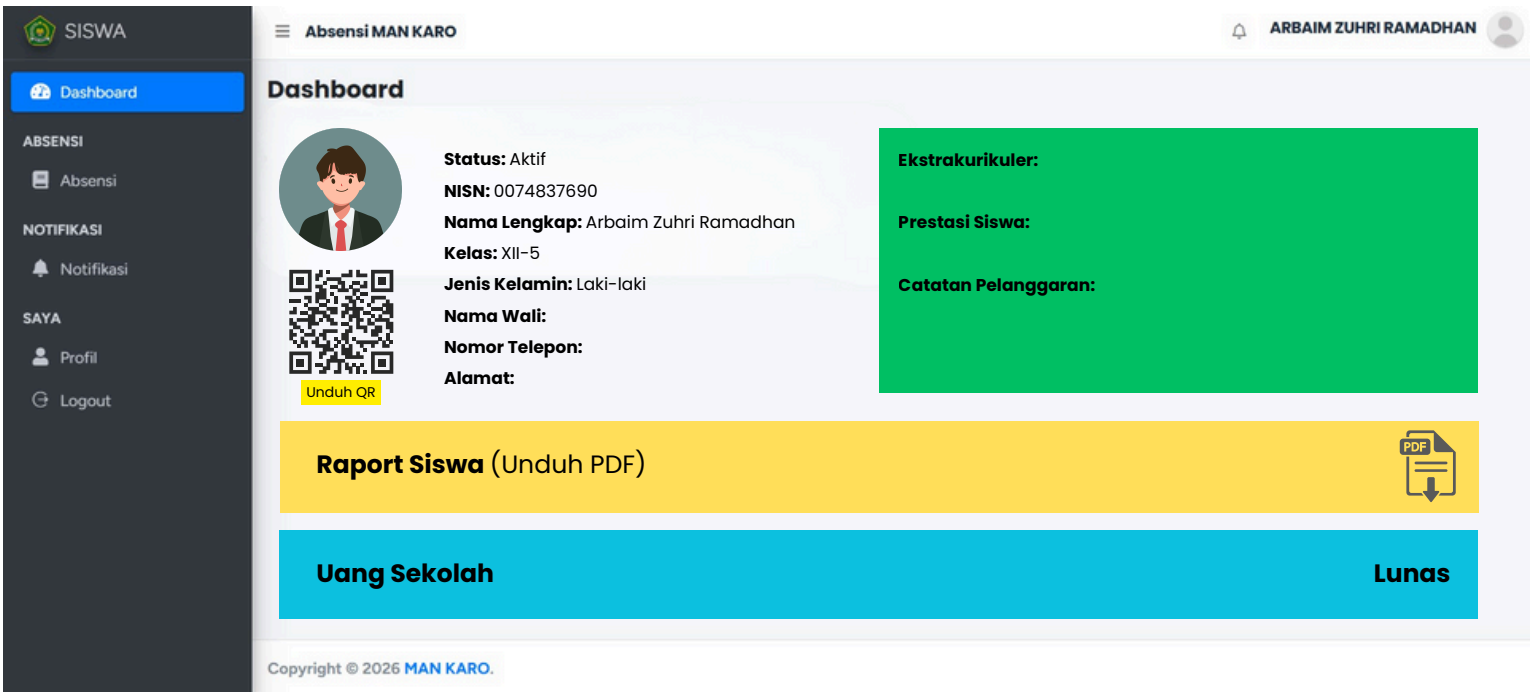 SISWA
Absensi MAN KARO
ARBAIM ZUHRI RAMADHAN
Dashboard
ABSENSI
Absensi
NOTIFIKASI
Notifikasi
SAYA
Profil
Logout
Dashboard
Unduh QR
Status: Aktif
NISN: 0074837690
Nama Lengkap: Arbaim Zuhri Ramadhan
Kelas: XII-5
Jenis Kelamin: Laki-laki
Nama Wali:
Nomor Telepon:
Alamat:
Ekstrakurikuler:
Prestasi Siswa:
Catatan Pelanggaran:
Raport Siswa (Unduh PDF)
PDF
Uang Sekolah
Lunas
Copyright © 2026 MAN KARO.